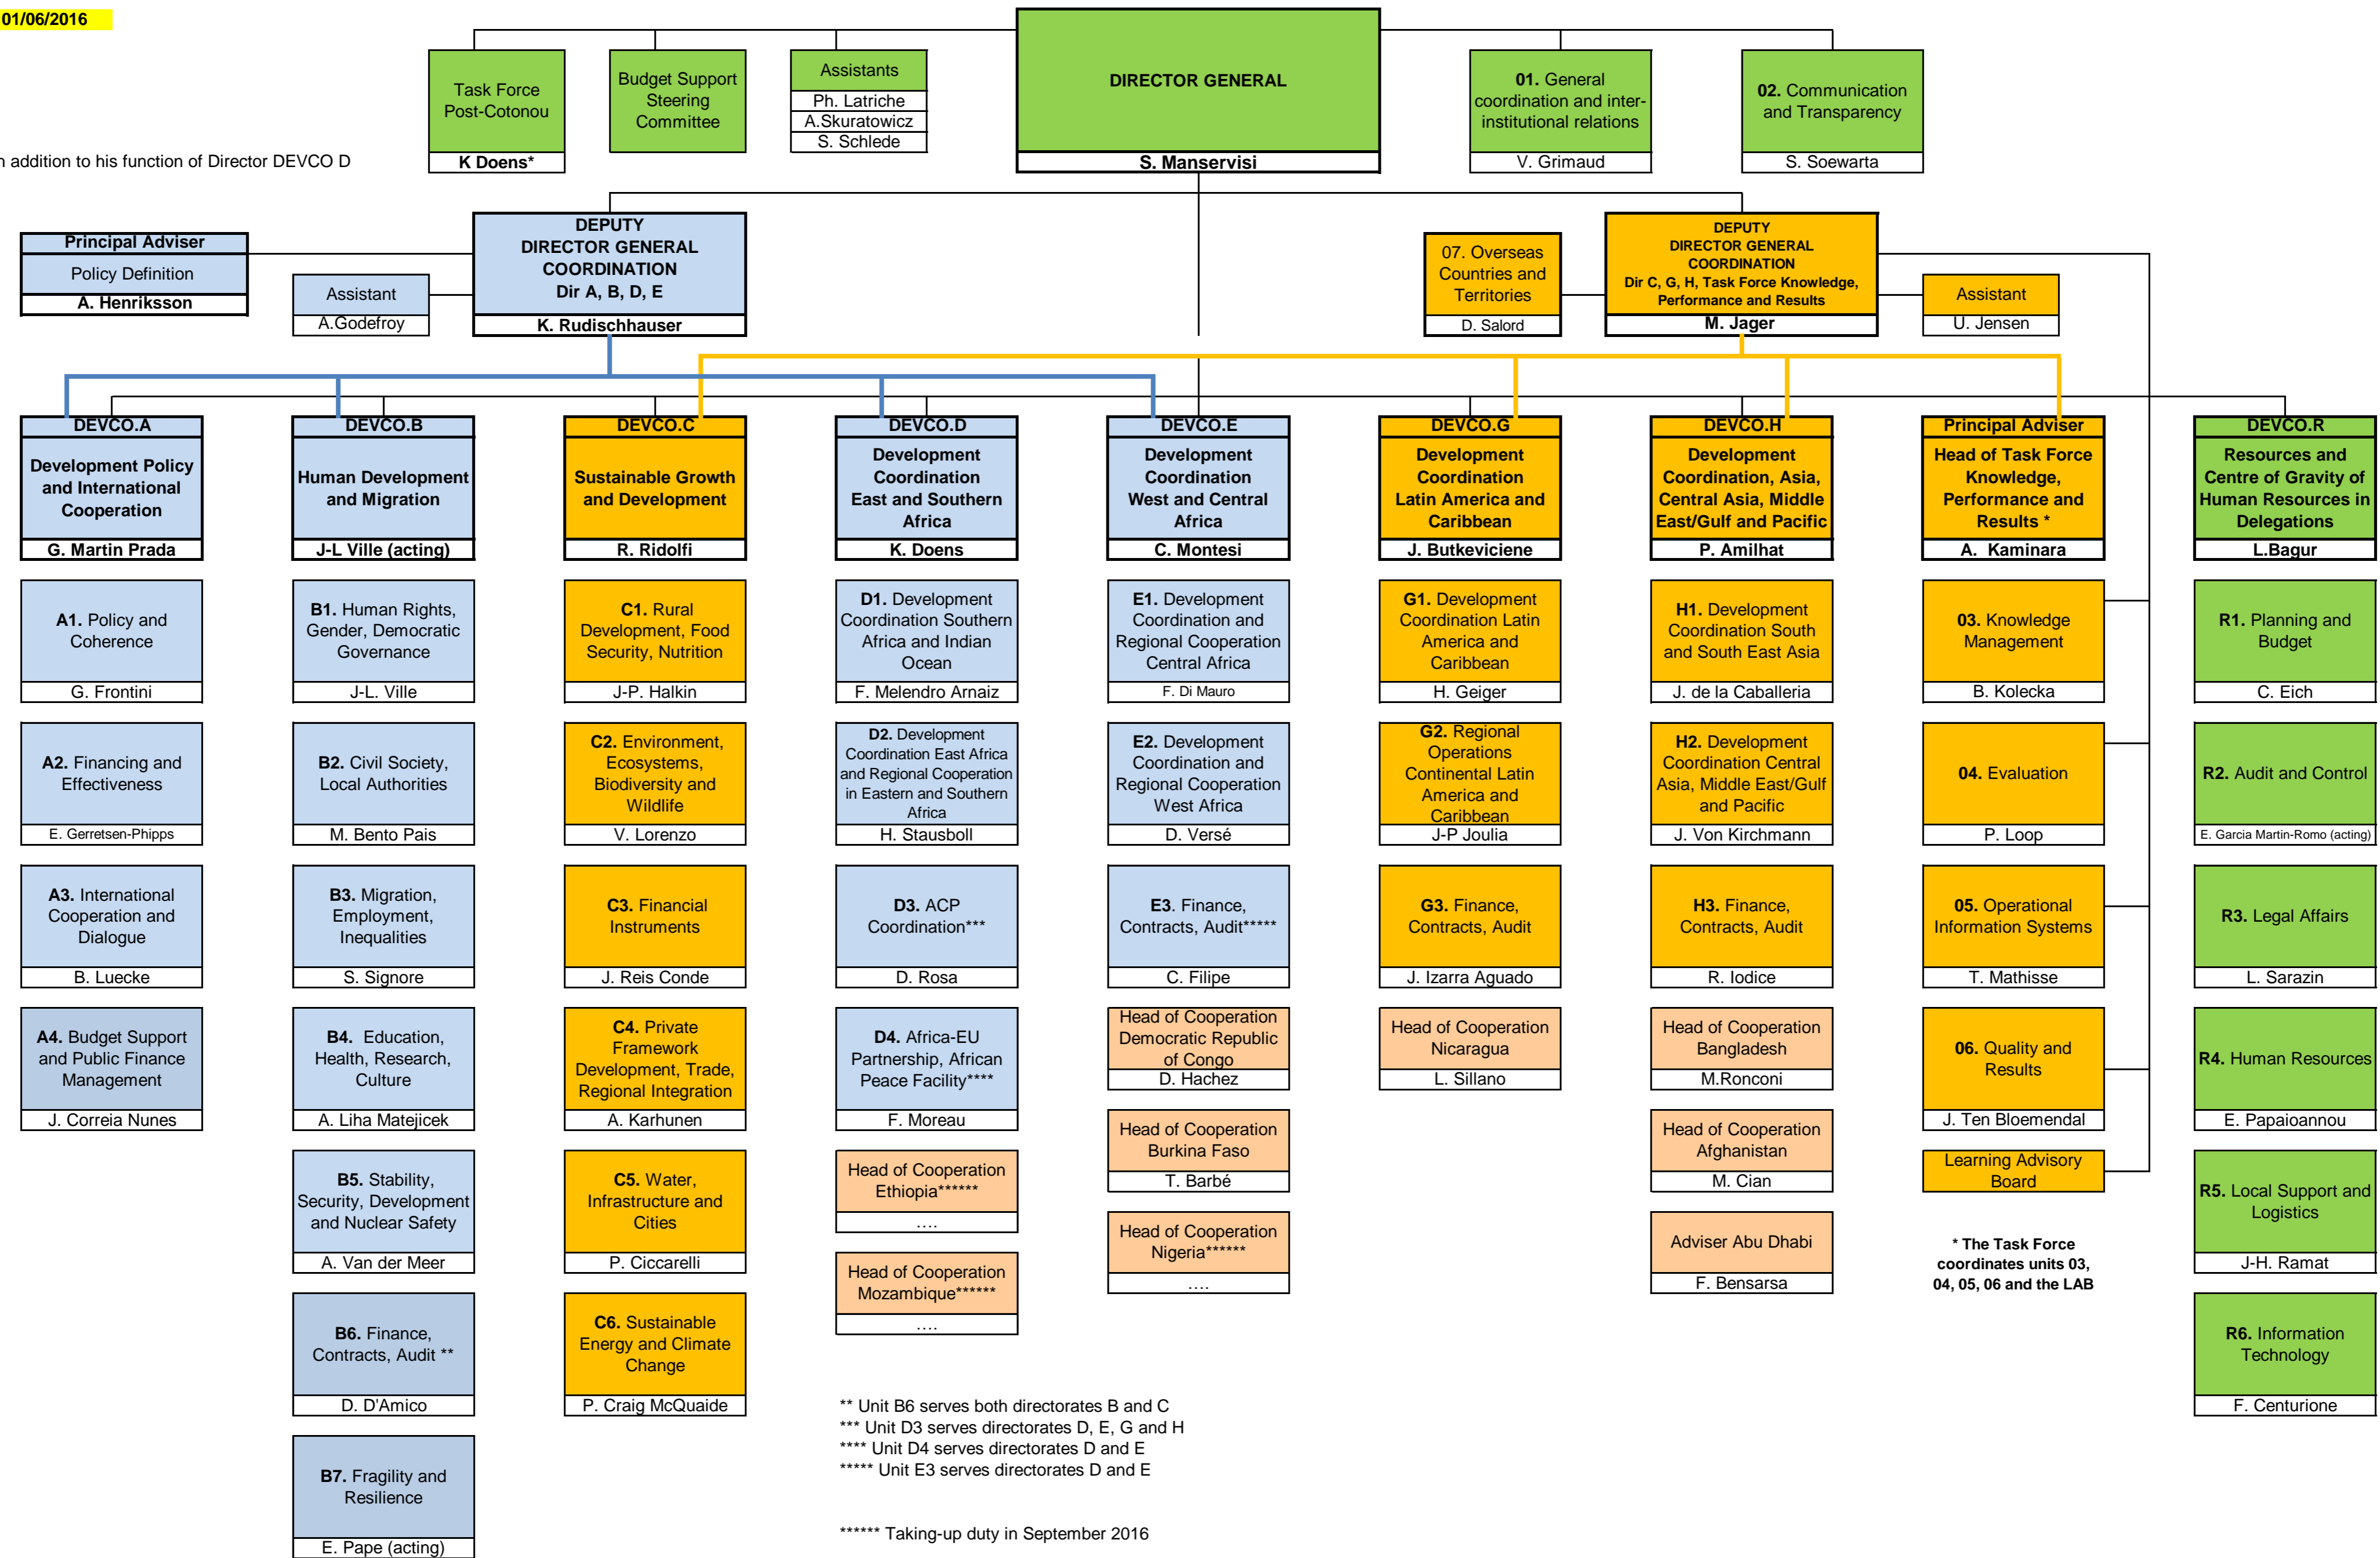 01/06/2016
Task Force
Post-Cotonou
K Doens*
Budget Support
Steering
Committee
Assistants
Ph. Latriche
A.Skuratowicz
S. Schlede
DIRECTOR GENERAL
S. Manservisi
01. General
coordination and inter-
institutional relations
V. Grimaud
02. Communication
and Transparency
S. Soewarta
n addition to his function of Director DEVCO D
Principal Adviser
Policy Definition
A. Henriksson
Assistant
A.Godefroy
DEPUTY
DIRECTOR GENERAL
COORDINATION
Dir A, B, D, E
K. Rudischhauser
07. Overseas
Countries and
Territories
D. Salord
DEPUTY
DIRECTOR GENERAL
COORDINATION
Dir C, G, H, Task Force Knowledge,
Performance and Results
M. Jager
Assistant
U. Jensen
DEVCO.A
Development Policy
and International
Cooperation
G. Martin Prada
A1. Policy and
Coherence
G. Frontini
A2. Financing and
Effectiveness
E. Gerretsen-Phipps
A3. International
Cooperation and
Dialogue
B. Luecke
A4. Budget Support
and Public Finance
Management
J. Correia Nunes
DEVCO.B
Human Development
and Migration
J-L Ville (acting)
B1. Human Rights,
Gender, Democratic
Governance
J-L. Ville
B2. Civil Society,
Local Authorities
M. Bento Pais
B3. Migration,
Employment,
Inequalities
S. Signore
B4. Education,
Health, Research,
Culture
A. Liha Matejicek
B5. Stability,
Security, Development
and Nuclear Safety
A. Van der Meer
B6. Finance,
Contracts, Audit **
D. D'Amico
B7. Fragility and
Resilience
E. Pape (acting)
DEVCO.C
Sustainable Growth
and Development
R. Ridolfi
C1. Rural
Development, Food
Security, Nutrition
J-P. Halkin
C2. Environment,
Ecosystems,
Biodiversity and
Wildlife
V. Lorenzo
C3. Financial
Instruments
J. Reis Conde
C4. Private
Framework
Development, Trade,
Regional Integration
A. Karhunen
C5. Water,
Infrastructure and
Cities
P. Ciccarelli
C6. Sustainable
Energy and Climate
Change
P. Craig McQuaide
DEVCO.D
Development
Coordination
East and Southern
Africa
K. Doens
D1. Development
Coordination Southern
Africa and Indian
Ocean
F. Melendro Arnaiz
D2. Development
Coordination East Africa
and Regional Cooperation
in Eastern and Southern
Africa
H. Stausboll
D3. ACP
Coordination***
D. Rosa
D4. Africa-EU
Partnership, African
Peace Facility****
F. Moreau
Head of Cooperation
Ethiopia******
....
Head of Cooperation
Mozambique******
....
DEVCO.E
Development
Coordination
West and Central
Africa
C. Montesi
E1. Development
Coordination and
Regional Cooperation
Central Africa
F. Di Mauro
E2. Development
Coordination and
Regional Cooperation
West Africa
D. Versé
E3. Finance,
Contracts, Audit*****
C. Filipe
Head of Cooperation
Democratic Republic
of Congo
D. Hachez
Head of Cooperation
Burkina Faso
T. Barbé
Head of Cooperation
Nigeria******
....
DEVCO.G
Development
Coordination
Latin America and
Caribbean
J. Butkeviciene
G1. Development
Coordination Latin
America and
Caribbean
H. Geiger
G2. Regional
Operations
Continental Latin
America and
Caribbean
J-P Joulia
G3. Finance,
Contracts, Audit
J. Izarra Aguado
Head of Cooperation
Nicaragua
L. Sillano
DEVCO.H
Development
Coordination, Asia,
Central Asia, Middle
East/Gulf and Pacific
P. Amilhat
H1. Development
Coordination South
and South East Asia
J. de la Caballeria
H2. Development
Coordination Central
Asia, Middle East/Gulf
and Pacific
J. Von Kirchmann
H3. Finance,
Contracts, Audit
R. Iodice
Head of Cooperation
Bangladesh
M.Ronconi
Head of Cooperation
Afghanistan
M. Cian
Adviser Abu Dhabi
F. Bensarsa
Principal Adviser
Head of Task Force
Knowledge,
Performance and
Results *
A. Kaminara
03. Knowledge
Management
B. Kolecka
04. Evaluation
P. Loop
05. Operational
Information Systems
T. Mathisse
06. Quality and
Results
J. Ten Bloemendal
Learning Advisory
Board
* The Task Force
coordinates units 03,
04, 05, 06 and the LAB
DEVCO.R
Resources and
Centre of Gravity of
Human Resources in
Delegations
L.Bagur
R1. Planning and
Budget
C. Eich
R2. Audit and Control
E. Garcia Martin-Romo (acting)
R3. Legal Affairs
L. Sarazin
R4. Human Resources
E. Papaioannou
R5. Local Support and
Logistics
J-H. Ramat
R6. Information
Technology
F. Centurione
** Unit B6 serves both directorates B and C
*** Unit D3 serves directorates D, E, G and H
**** Unit D4 serves directorates D and E
***** Unit E3 serves directorates D and E
****** Taking-up duty in September 2016